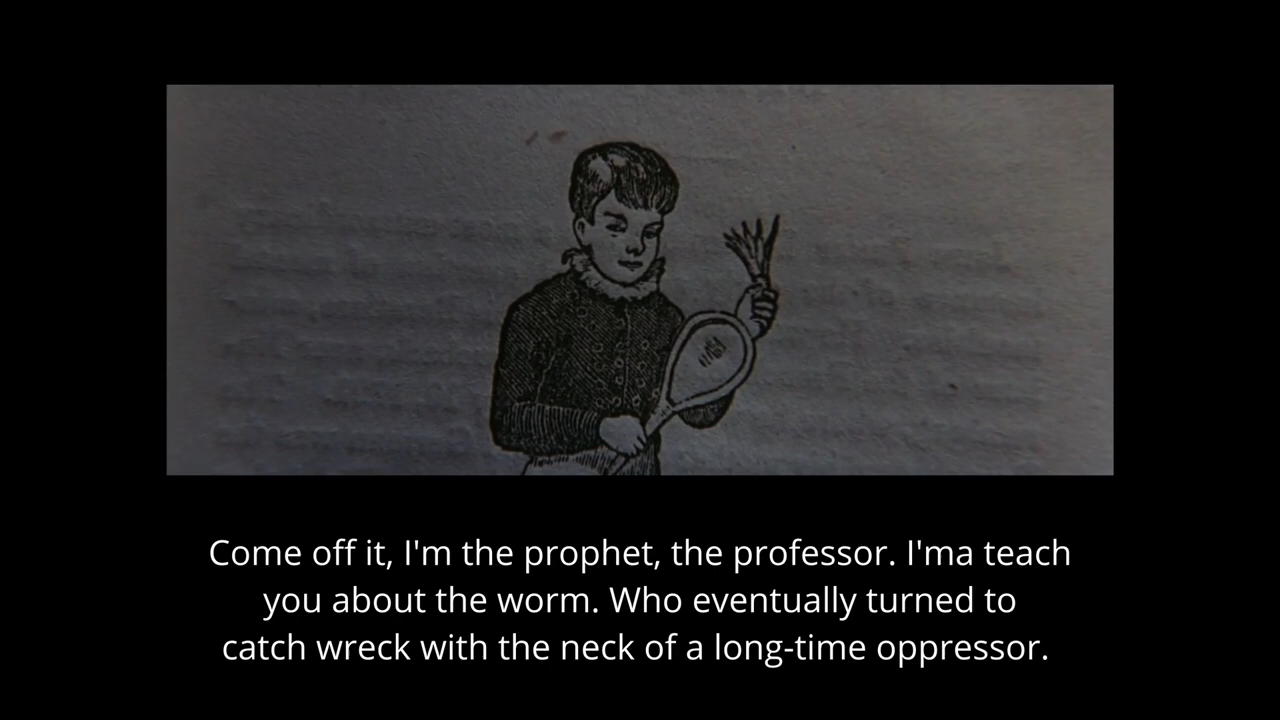 Come off it, I'm the prophet, the professor. I'ma teach
you about the worm. Who eventually turned to
catch wreck with the neck of a long-time oppressor.